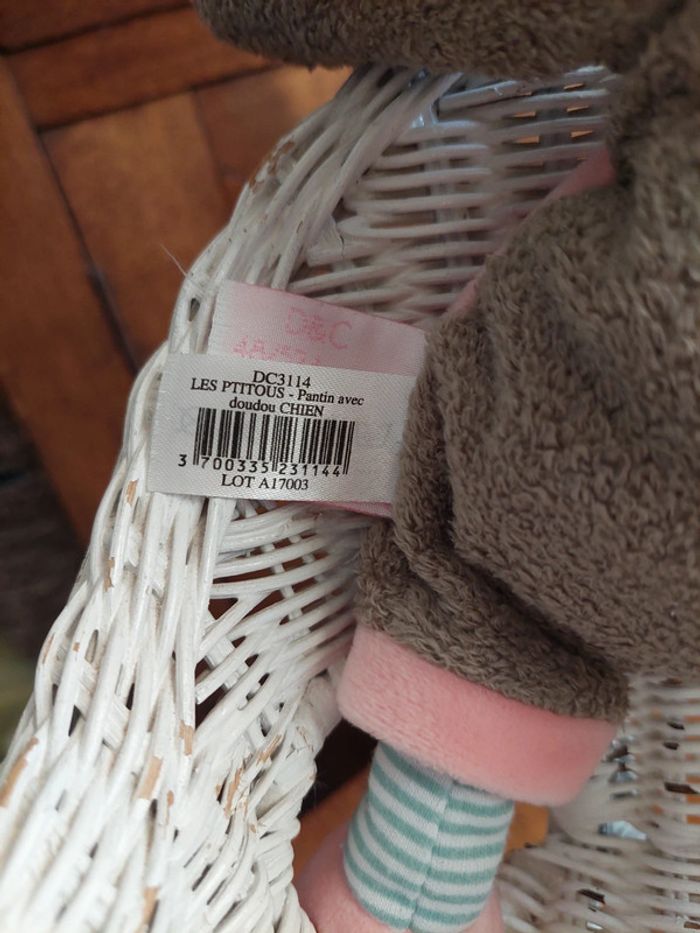 D&C
DC3114
LES PTITOUS - Pantin avec
doudou CHIEN
3 700335 231144
LOT A17003